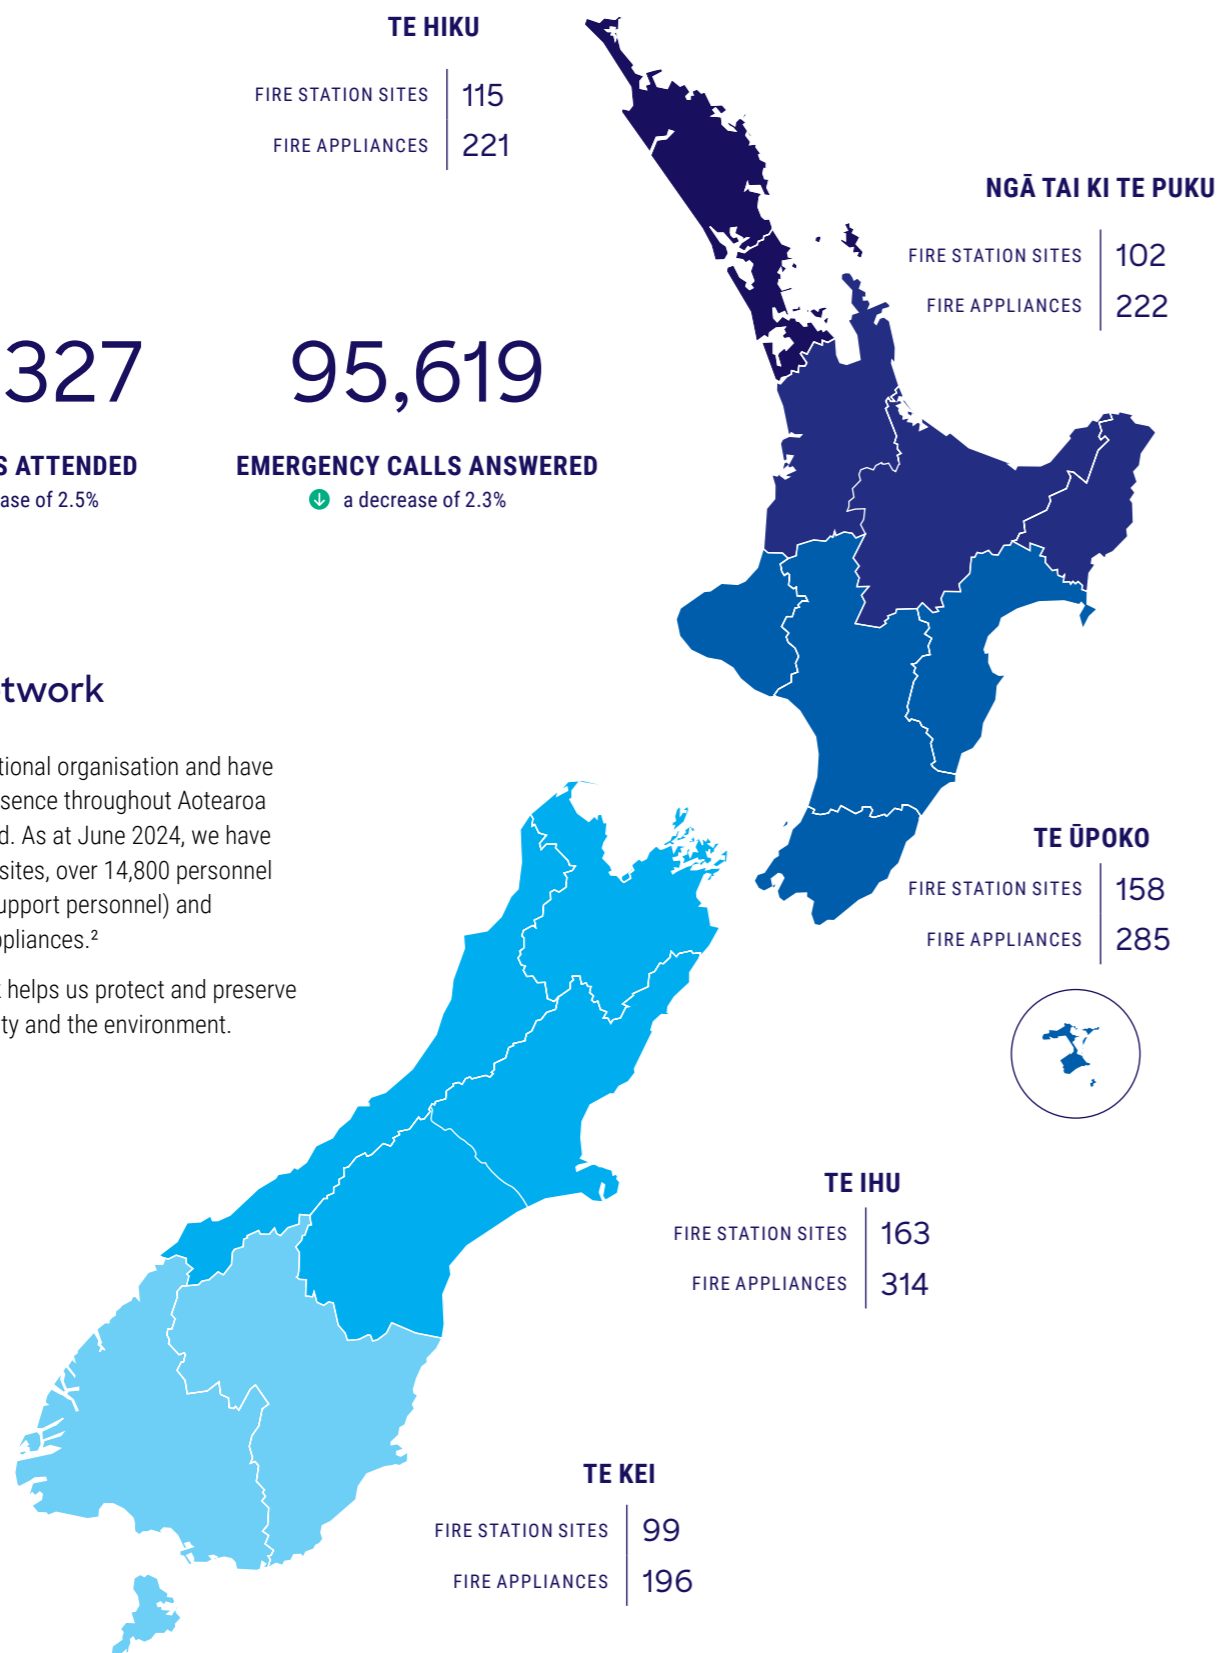 TE HIKU
FIRE STATION SITES 115
FIRE APPLIANCES 221
NGĀ TAI KI TE PUKU
FIRE STATION SITES 102
FIRE APPLIANCES 222
327
95,619
S ATTENDED
EMERGENCY CALLS ANSWERED
ase of 2.5%
a decrease of 2.3%
twork
tional organisation and have
sence throughout Aotearoa
d. As at June 2024, we have
sites, over 14,800 personnel
upport personnel) and
ppliances.²
helps us protect and preserve
ty and the environment.
TE ŪPOKO
FIRE STATION SITES 158
FIRE APPLIANCES 285
TE IHU
FIRE STATION SITES 163
FIRE APPLIANCES 314
TE KEI
FIRE STATION SITES 99
FIRE APPLIANCES 196